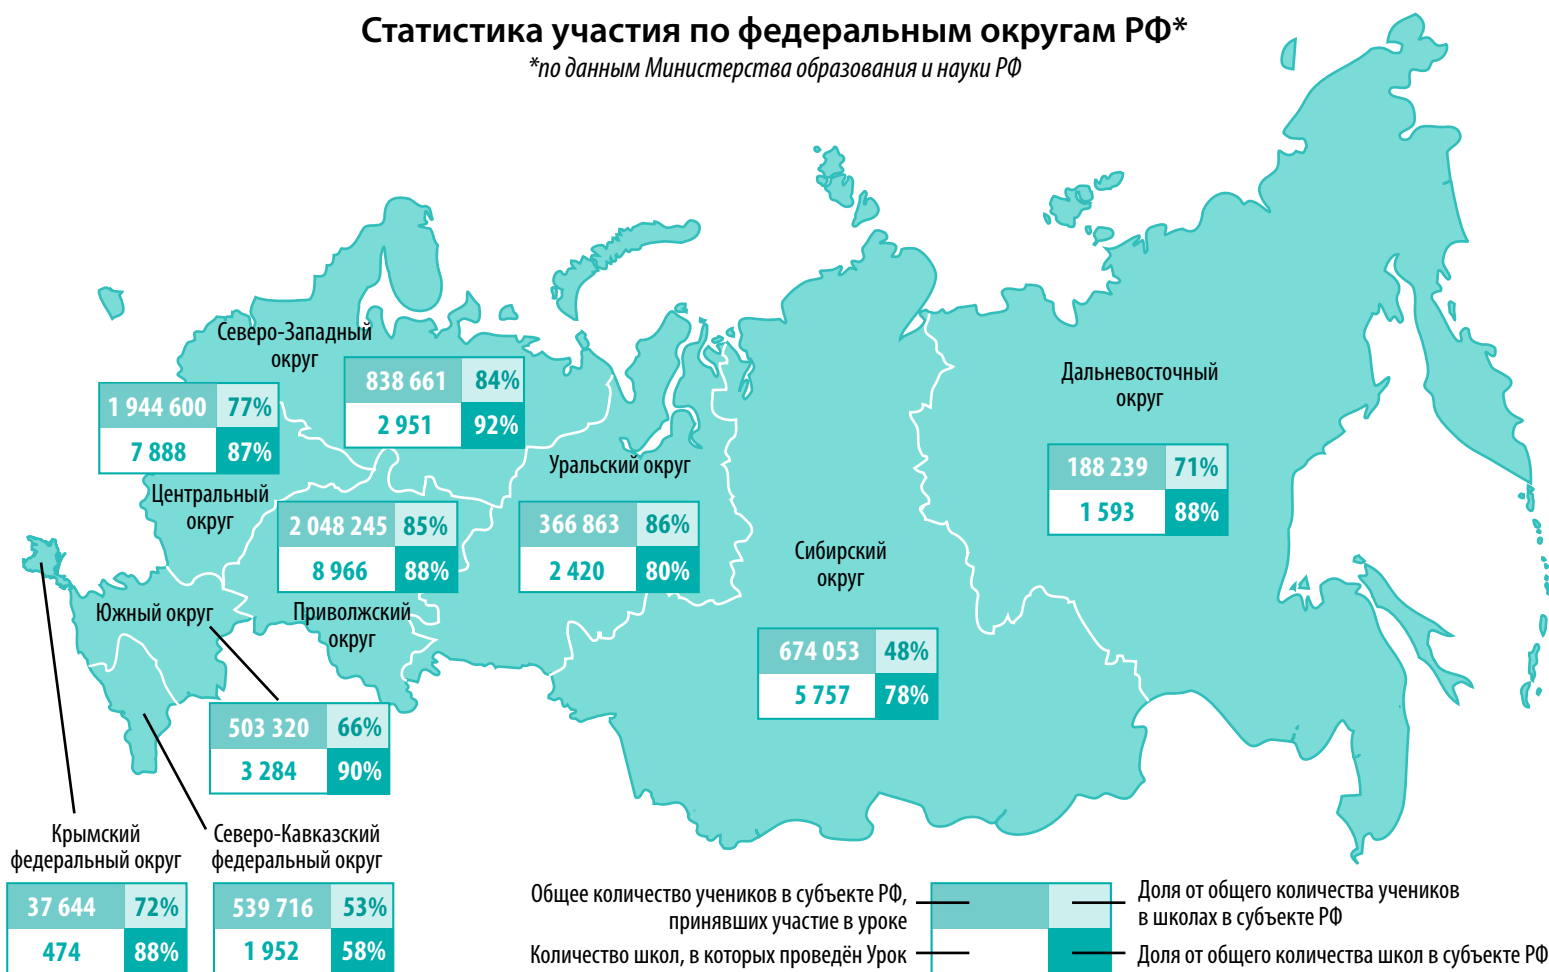 Статистика участия по федеральным округам РФ*
*по данным Министерства образования и науки РФ
Северо-Западный
округ
838 661 84%
2 951 92%
1 944 600 77%
7 888 87%
Центральный
округ
Уральский округ
366 863 86%
2 420 80%
2 048 245 85%
8 966 88%
Приволжский
округ
Дальневосточный
округ
188 239 71%
1 593 88%
Сибирский
округ
674 053 48%
5 757 78%
Южный округ
503 320 66%
3 284 90%
Крымский
федеральный округ
37 644 72%
474 88%
Северо-Кавказский
федеральный округ
539 716 53%
1 952 58%
Общее количество учеников в субъекте РФ,
принявших участие в уроке
Количество школ, в которых проведён Урок
Доля от общего количества учеников
в школах в субъекте РФ
Доля от общего количества школ в субъекте РФ